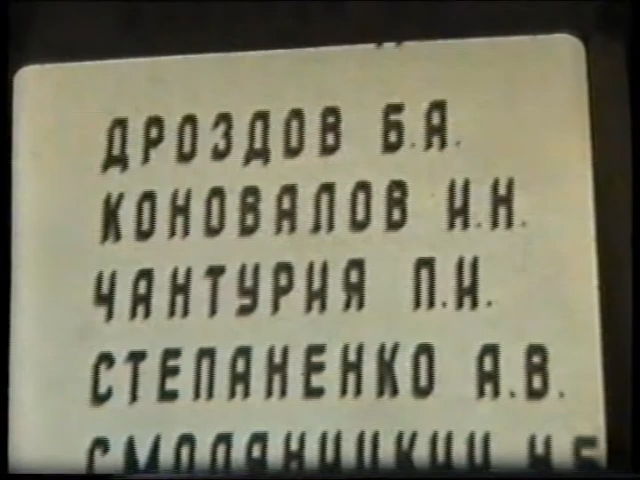 ДРОЗДОВ Б.А.
КОНОВАЛОВ И.Н.
ЧАНТУРИЯ П.И.
СТЕПАНЕНКО А.В.